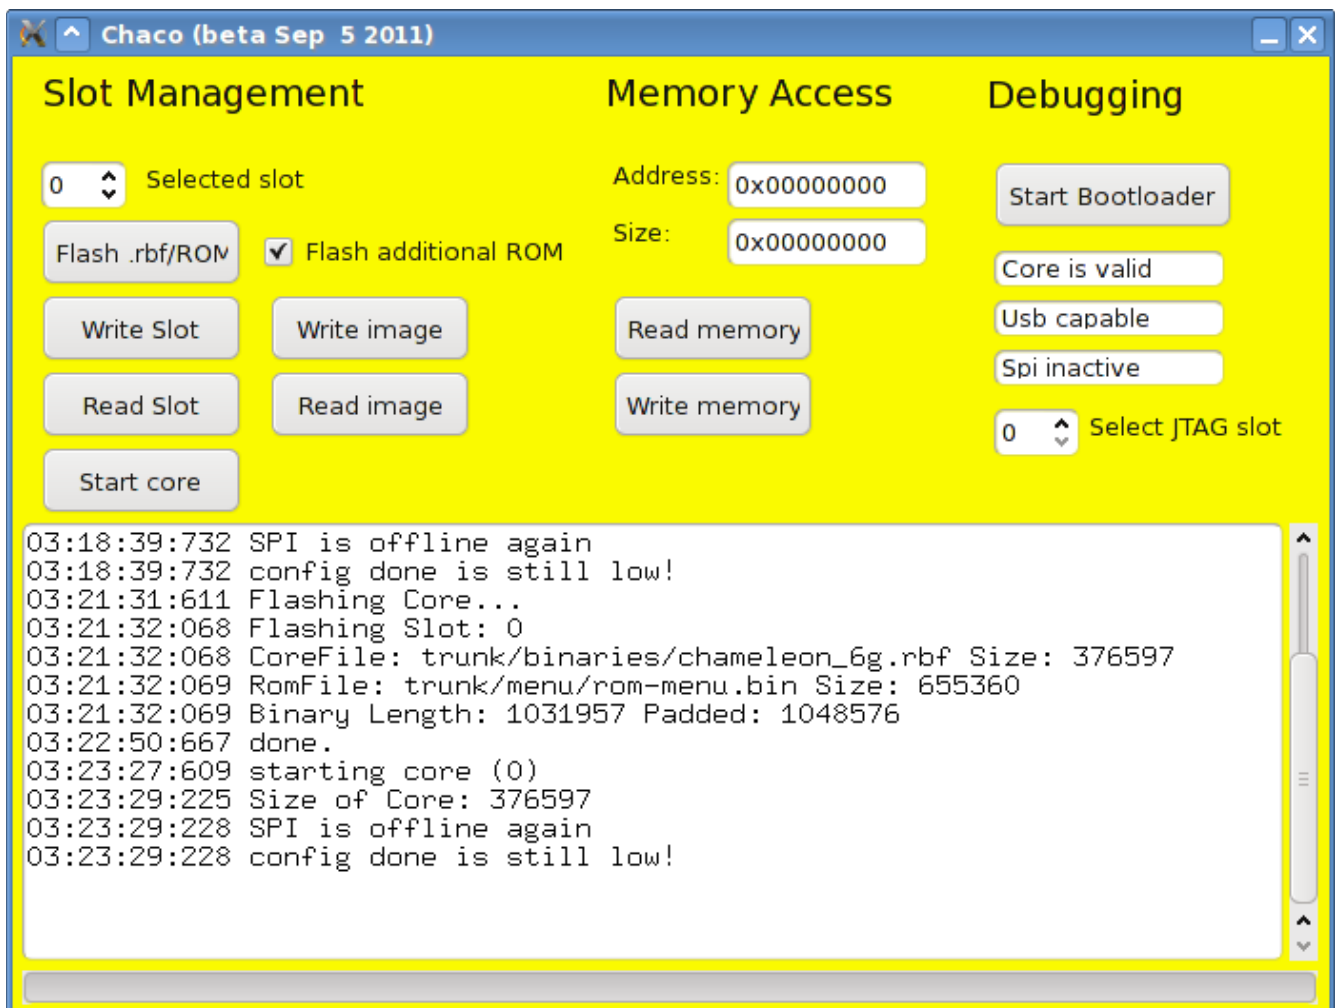 Chaco (beta Sep  5 2011)
Slot Management
Memory Access
Debugging
0
Selected slot
Address:
0x00000000
Start Bootloader
Flash .rbf/ROM
Flash additional ROM
Size:
0x00000000
Core is valid
Write Slot
Write image
Read memory
Usb capable
Spi inactive
Read Slot
Read image
Write memory
0
Select JTAG slot
Start core
03:18:39:732 SPI is offline again
03:18:39:732 config done is still low!
03:21:31:611 Flashing Core...
03:21:32:068 Flashing Slot: 0
03:21:32:068 CoreFile: trunk/binaries/chameleon_6g.rbf Size: 376597
03:21:32:069 RomFile: trunk/menu/rom-menu.bin Size: 655360
03:21:32:069 Binary Length: 1031957 Padded: 1048576
03:22:50:667 done.
03:23:27:609 starting core (0)
03:23:29:225 Size of Core: 376597
03:23:29:228 SPI is offline again
03:23:29:228 config done is still low!